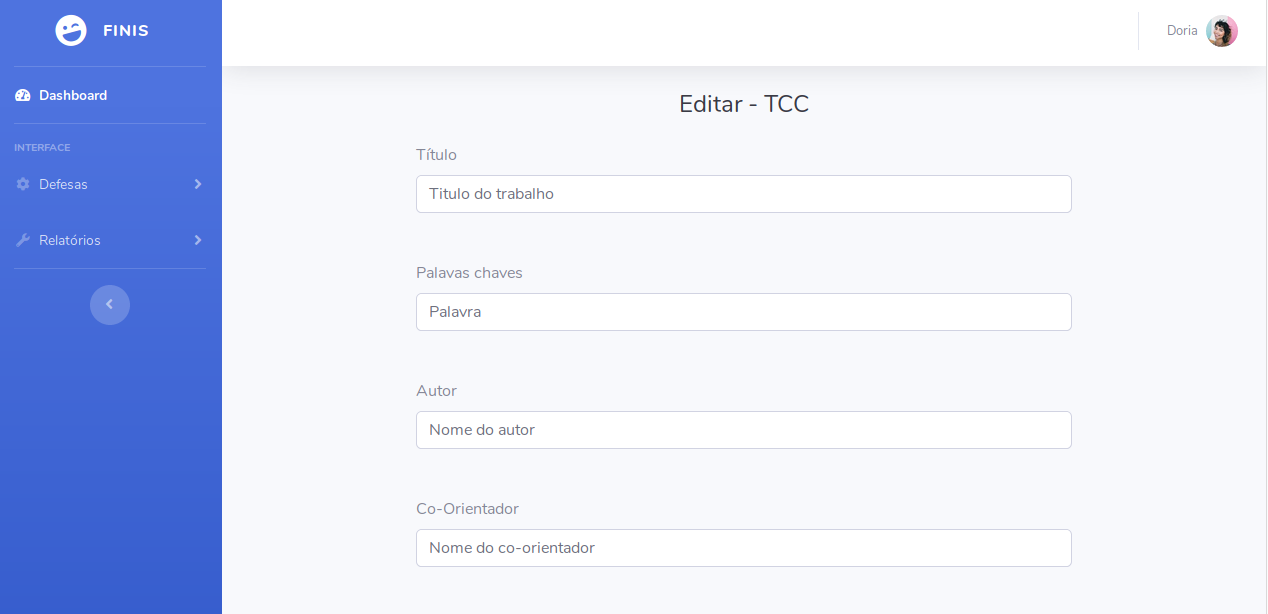 FINIS
Doria
Dashboard
INTERFACE
Defesas
Relatórios
Editar - TCC
Título
Titulo do trabalho
Palavas chaves
Palavra
Autor
Nome do autor
Co-Orientador
Nome do co-orientador